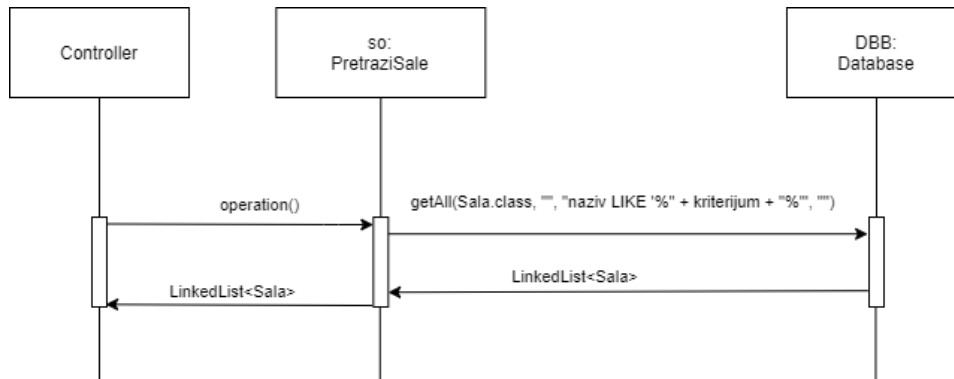 Controller
so:
PretraziSale
DBB:
Database
operation()
getAll(Sala.class, "", "naziv LIKE '%" + kriterijum + "%'", "")
LinkedList<Sala>
LinkedList<Sala>